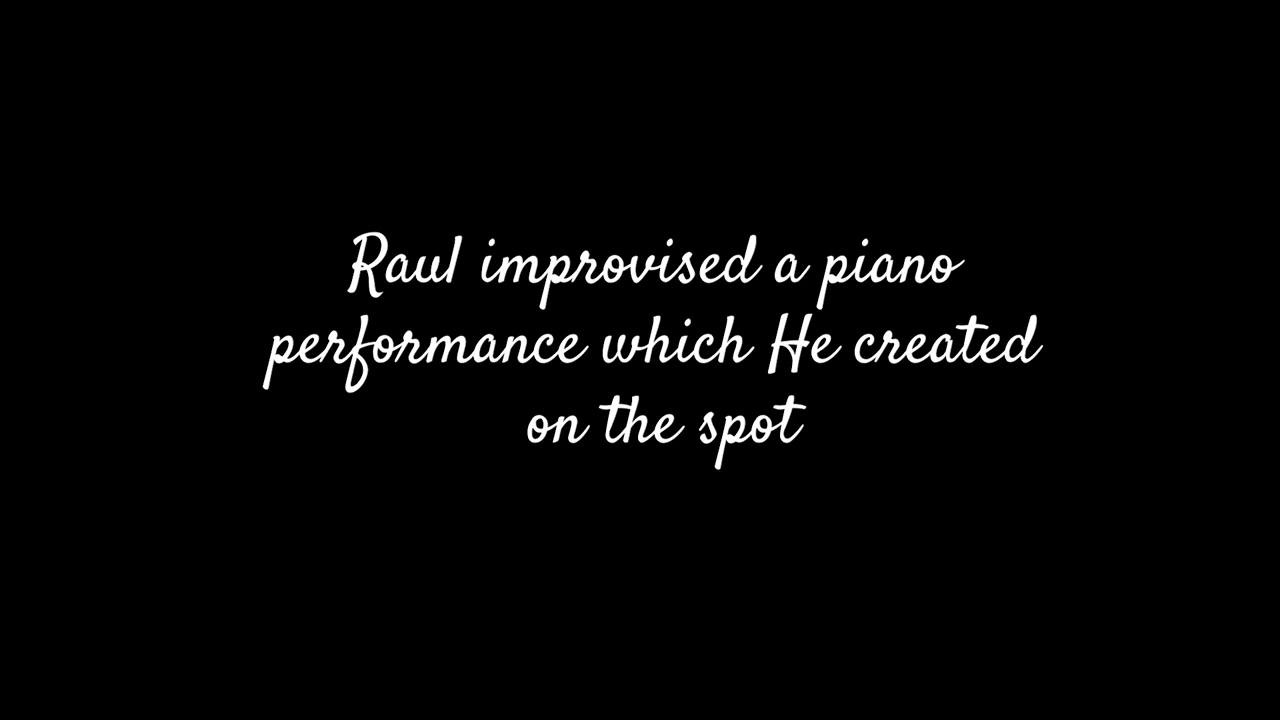 Raul improvised a piano
performance which He created
on the spot